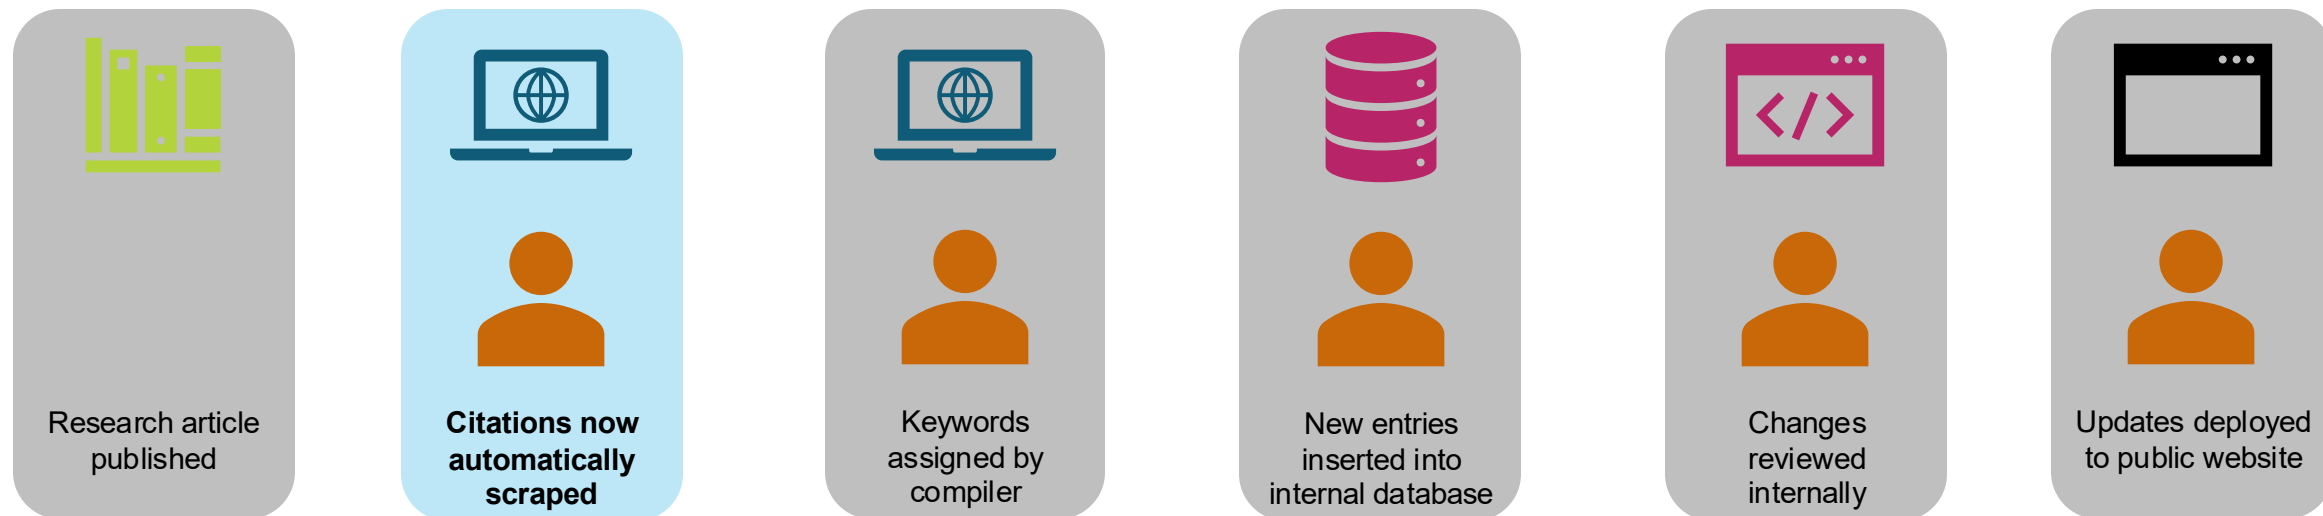 Research article
published
Citations now
automatically
scraped
Keywords
assigned by
compiler
New entries
inserted into
internal database
Changes
reviewed
internally
Updates deployed
to public website